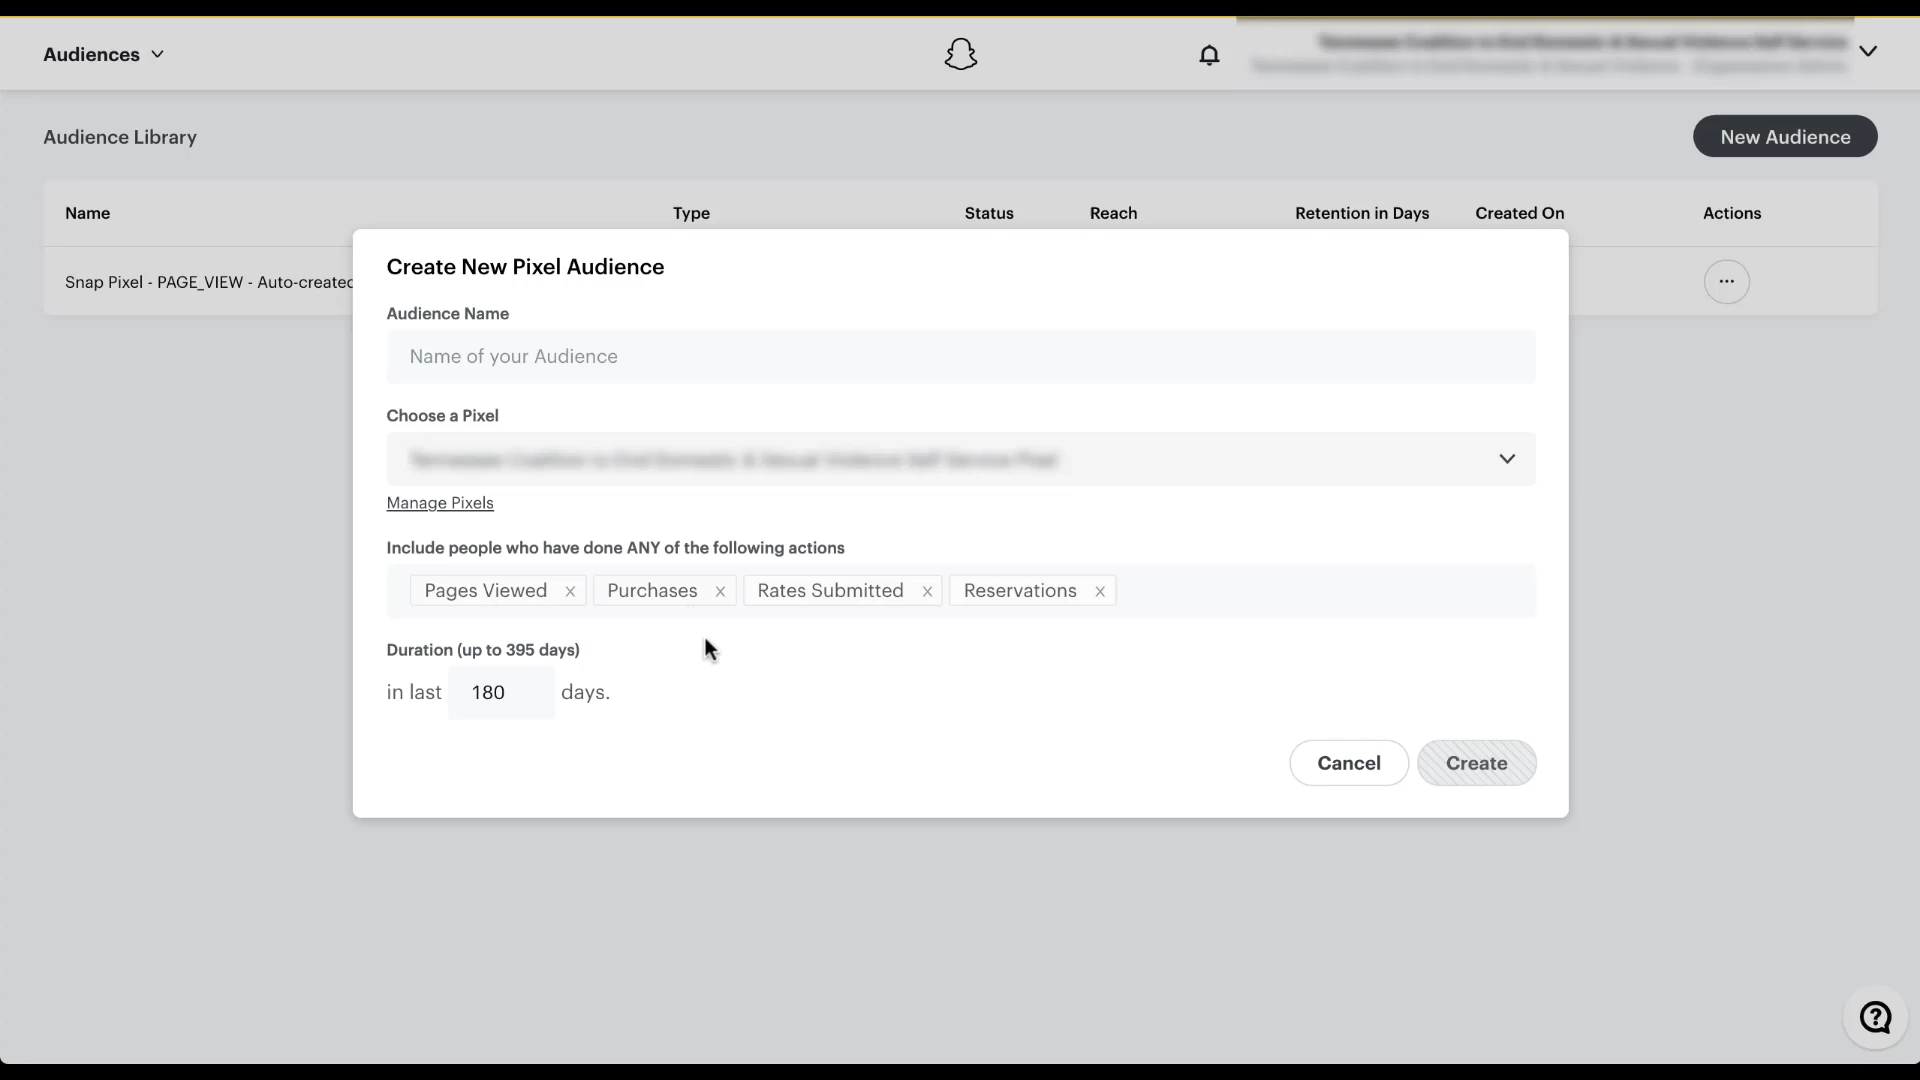 Audiences
Audience Library
New Audience
Name Type Status Reach Retention in Days Created On Actions
Snap Pixel - PAGE_VIEW - Auto-created
Create New Pixel Audience
Audience Name
Name of your Audience
Choose a Pixel
Manage Pixels
Include people who have done ANY of the following actions
Pages Viewed × Purchases × Rates Submitted × Reservations ×
Duration (up to 395 days)
in last 180 days.
Cancel Create